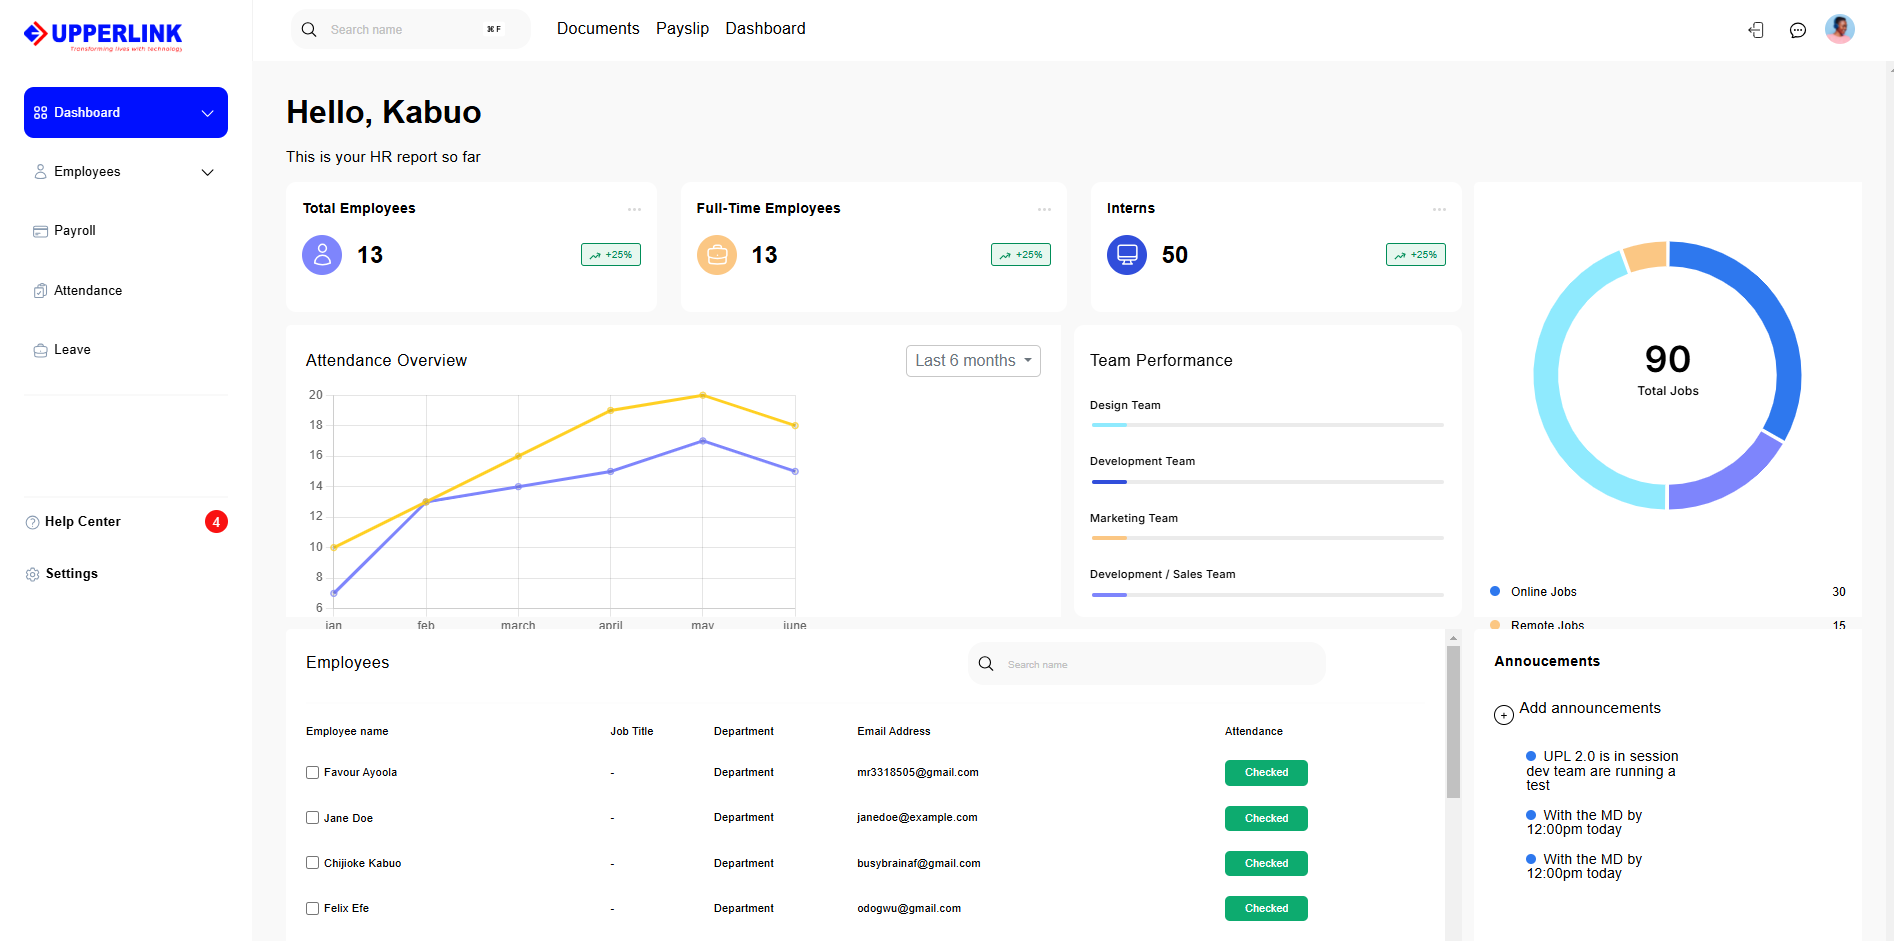 UPPERLINK
Transforming lives with technology
Search name
⌘ F
Documents
Payslip
Dashboard
Dashboard
Employees
Payroll
Attendance
Leave
Help Center
4
Settings
Hello, Kabuo
This is your HR report so far
Total Employees
13
+25%
Full-Time Employees
13
+25%
Interns
50
+25%
90
Total Jobs
Online Jobs
30
Remote Jobs
15
Attendance Overview
Last 6 months
20
18
16
14
12
10
8
6
jan
feb
march
april
may
june
Team Performance
Design Team
Development Team
Marketing Team
Development / Sales Team
Employees
Search name
Employee name
Job Title
Department
Email Address
Attendance
Favour Ayoola
-
Department
mr3318505@gmail.com
Checked
Jane Doe
-
Department
janedoe@example.com
Checked
Chijioke Kabuo
-
Department
busybrainaf@gmail.com
Checked
Felix Efe
-
Department
odogwu@gmail.com
Checked
Annoucements
Add announcements
UPL 2.0 is in session
dev team are running a
test
With the MD by
12:00pm today
With the MD by
12:00pm today